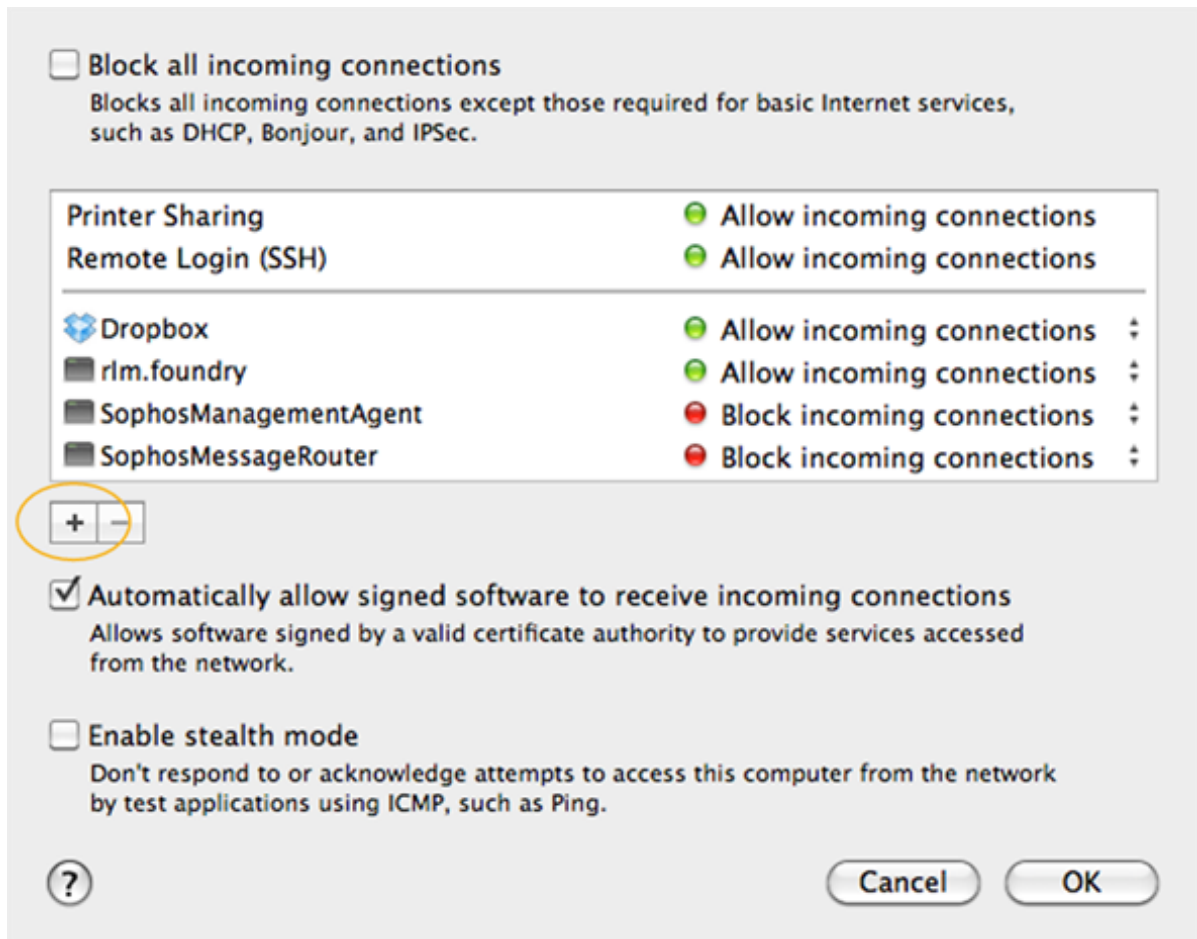 Block all incoming connections
Blocks all incoming connections except those required for basic Internet services,
such as DHCP, Bonjour, and IPSec.
Printer Sharing Allow incoming connections
Remote Login (SSH) Allow incoming connections
Dropbox Allow incoming connections
rlm.foundry Allow incoming connections
SophosManagementAgent Block incoming connections
SophosMessageRouter Block incoming connections
+ −
Automatically allow signed software to receive incoming connections
Allows software signed by a valid certificate authority to provide services accessed
from the network.
Enable stealth mode
Don't respond to or acknowledge attempts to access this computer from the network
by test applications using ICMP, such as Ping.
? Cancel OK